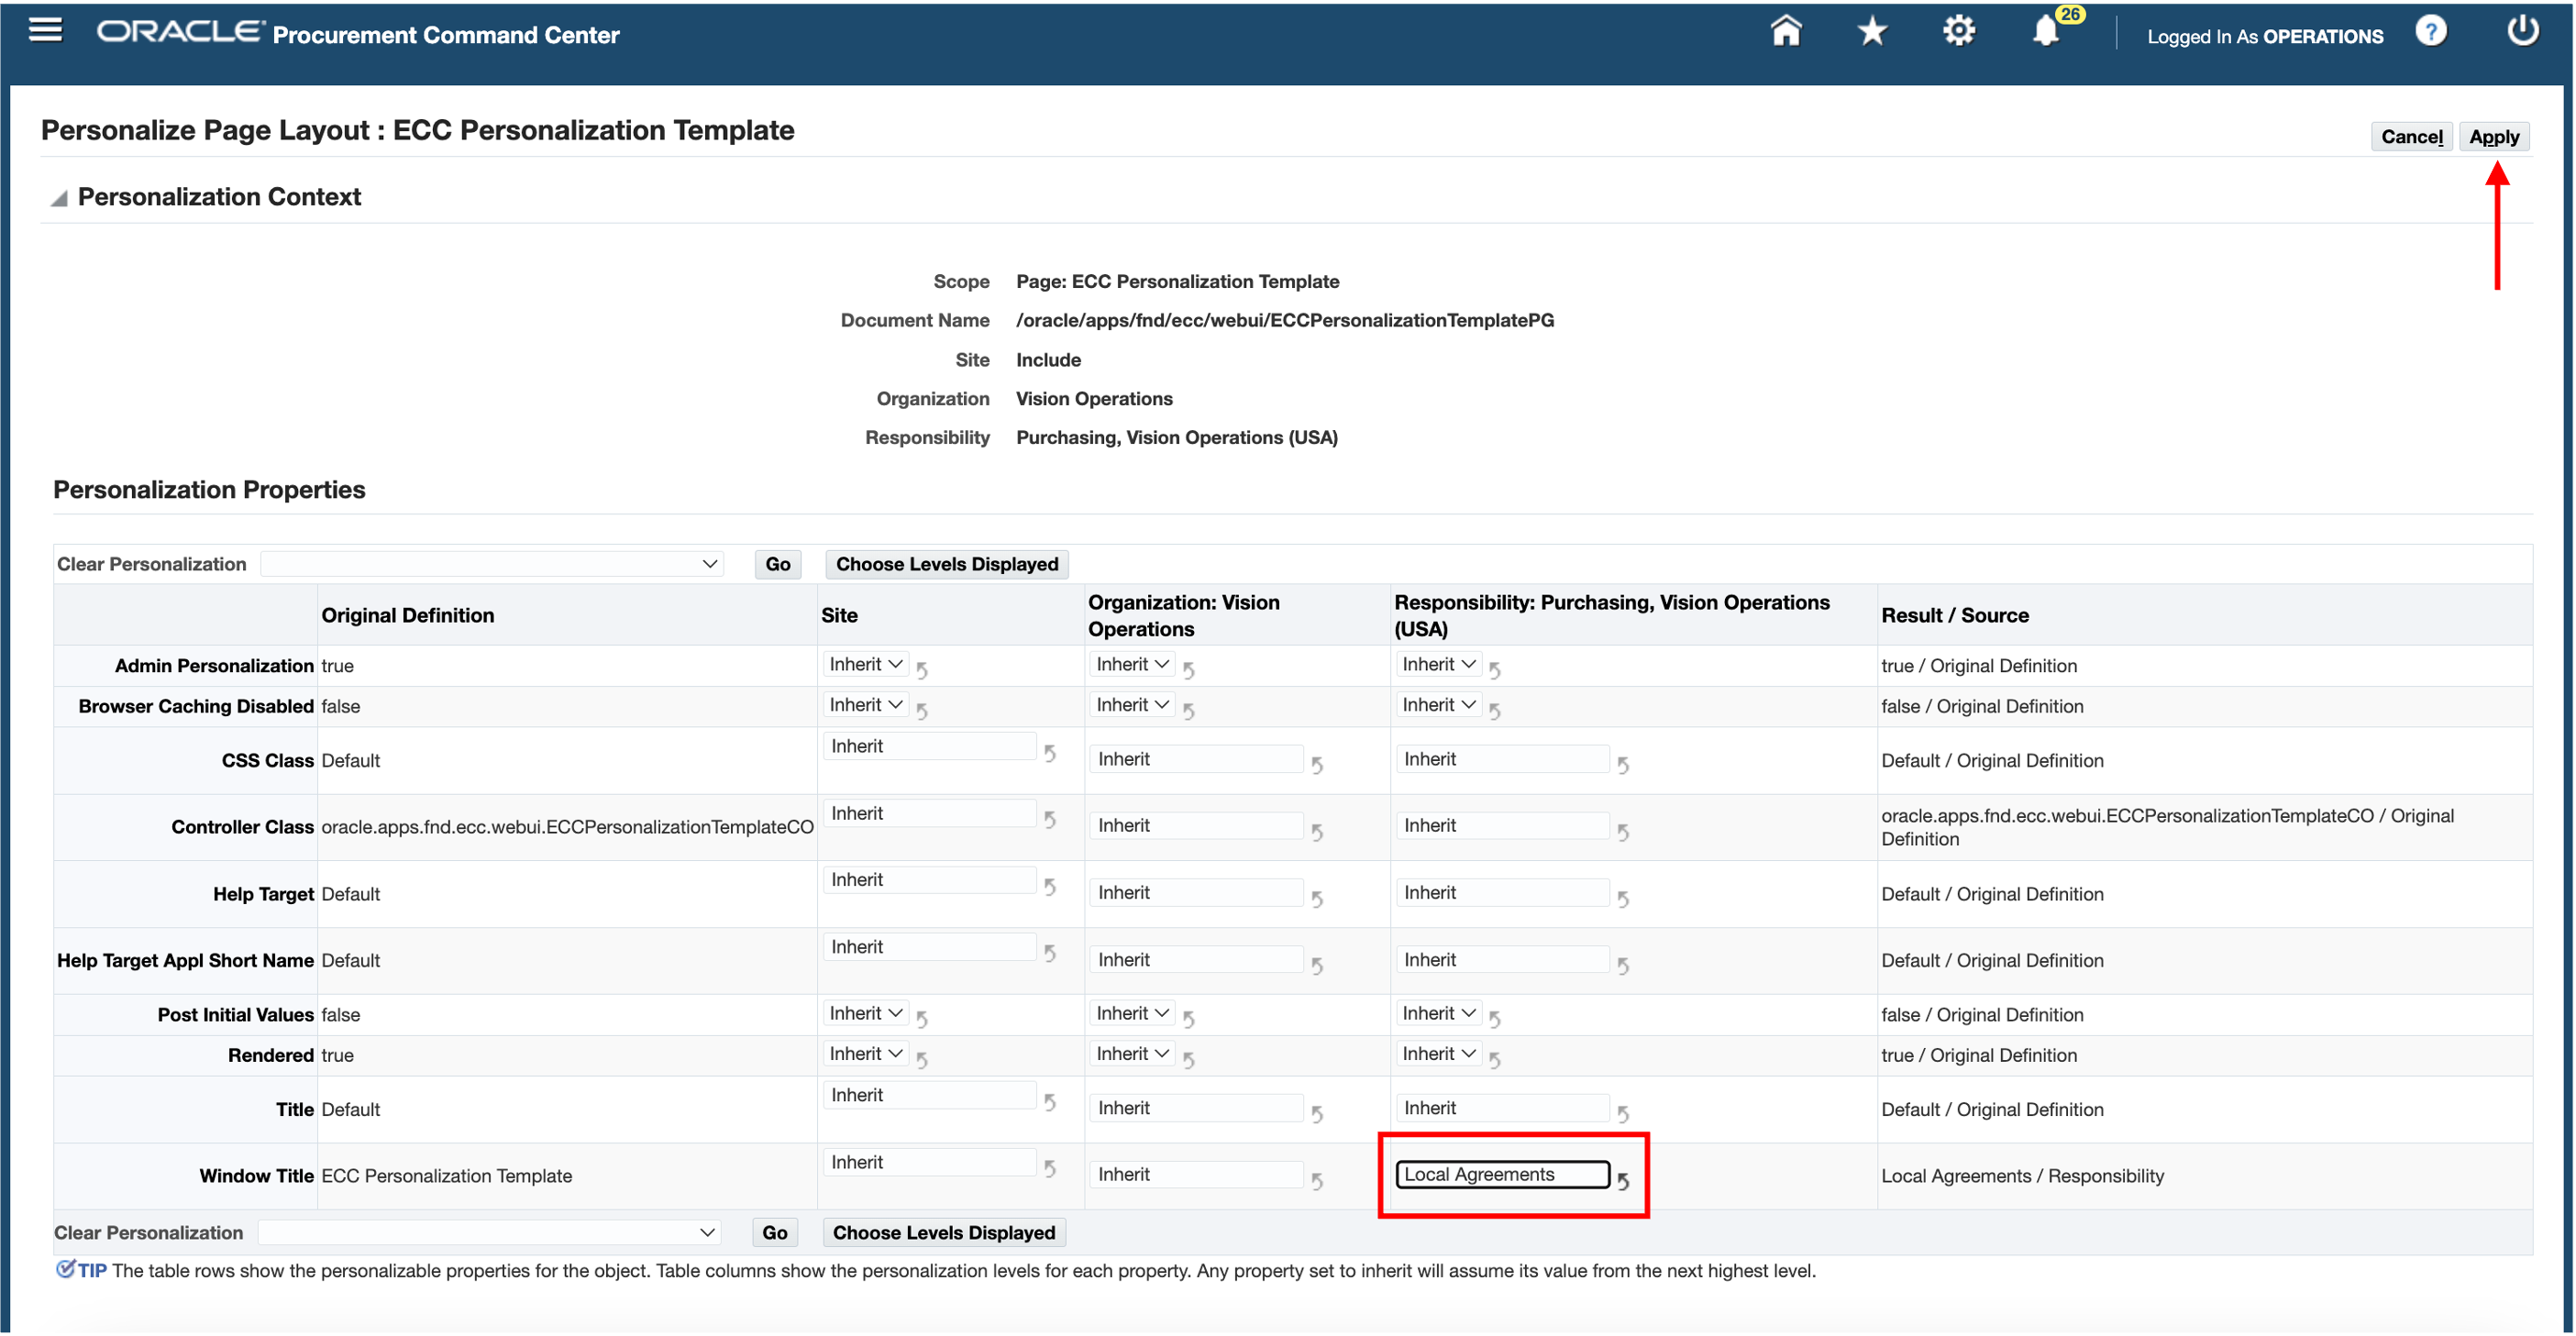 ORACLE® Procurement Command Center
26
Logged In As OPERATIONS
?
Personalize Page Layout : ECC Personalization Template
Cancel Apply
Personalization Context
Scope Page: ECC Personalization Template
Document Name /oracle/apps/fnd/ecc/webui/ECCPersonalizationTemplatePG
Site Include
Organization Vision Operations
Responsibility Purchasing, Vision Operations (USA)
Personalization Properties
Clear Personalization Go Choose Levels Displayed
Original Definition Site Organization: Vision Operations Responsibility: Purchasing, Vision Operations (USA) Result / Source
Admin Personalization true Inherit Inherit Inherit true / Original Definition
Browser Caching Disabled false Inherit Inherit Inherit false / Original Definition
CSS Class Default Inherit Inherit Inherit Default / Original Definition
Controller Class oracle.apps.fnd.ecc.webui.ECCPersonalizationTemplateCO Inherit Inherit Inherit oracle.apps.fnd.ecc.webui.ECCPersonalizationTemplateCO / Original Definition
Help Target Default Inherit Inherit Inherit Default / Original Definition
Help Target Appl Short Name Default Inherit Inherit Inherit Default / Original Definition
Post Initial Values false Inherit Inherit Inherit false / Original Definition
Rendered true Inherit Inherit Inherit true / Original Definition
Title Default Inherit Inherit Inherit Default / Original Definition
Window Title ECC Personalization Template Inherit Inherit Local Agreements Local Agreements / Responsibility
Clear Personalization Go Choose Levels Displayed
TIP The table rows show the personalizable properties for the object. Table columns show the personalization levels for each property. Any property set to inherit will assume its value from the next highest level.